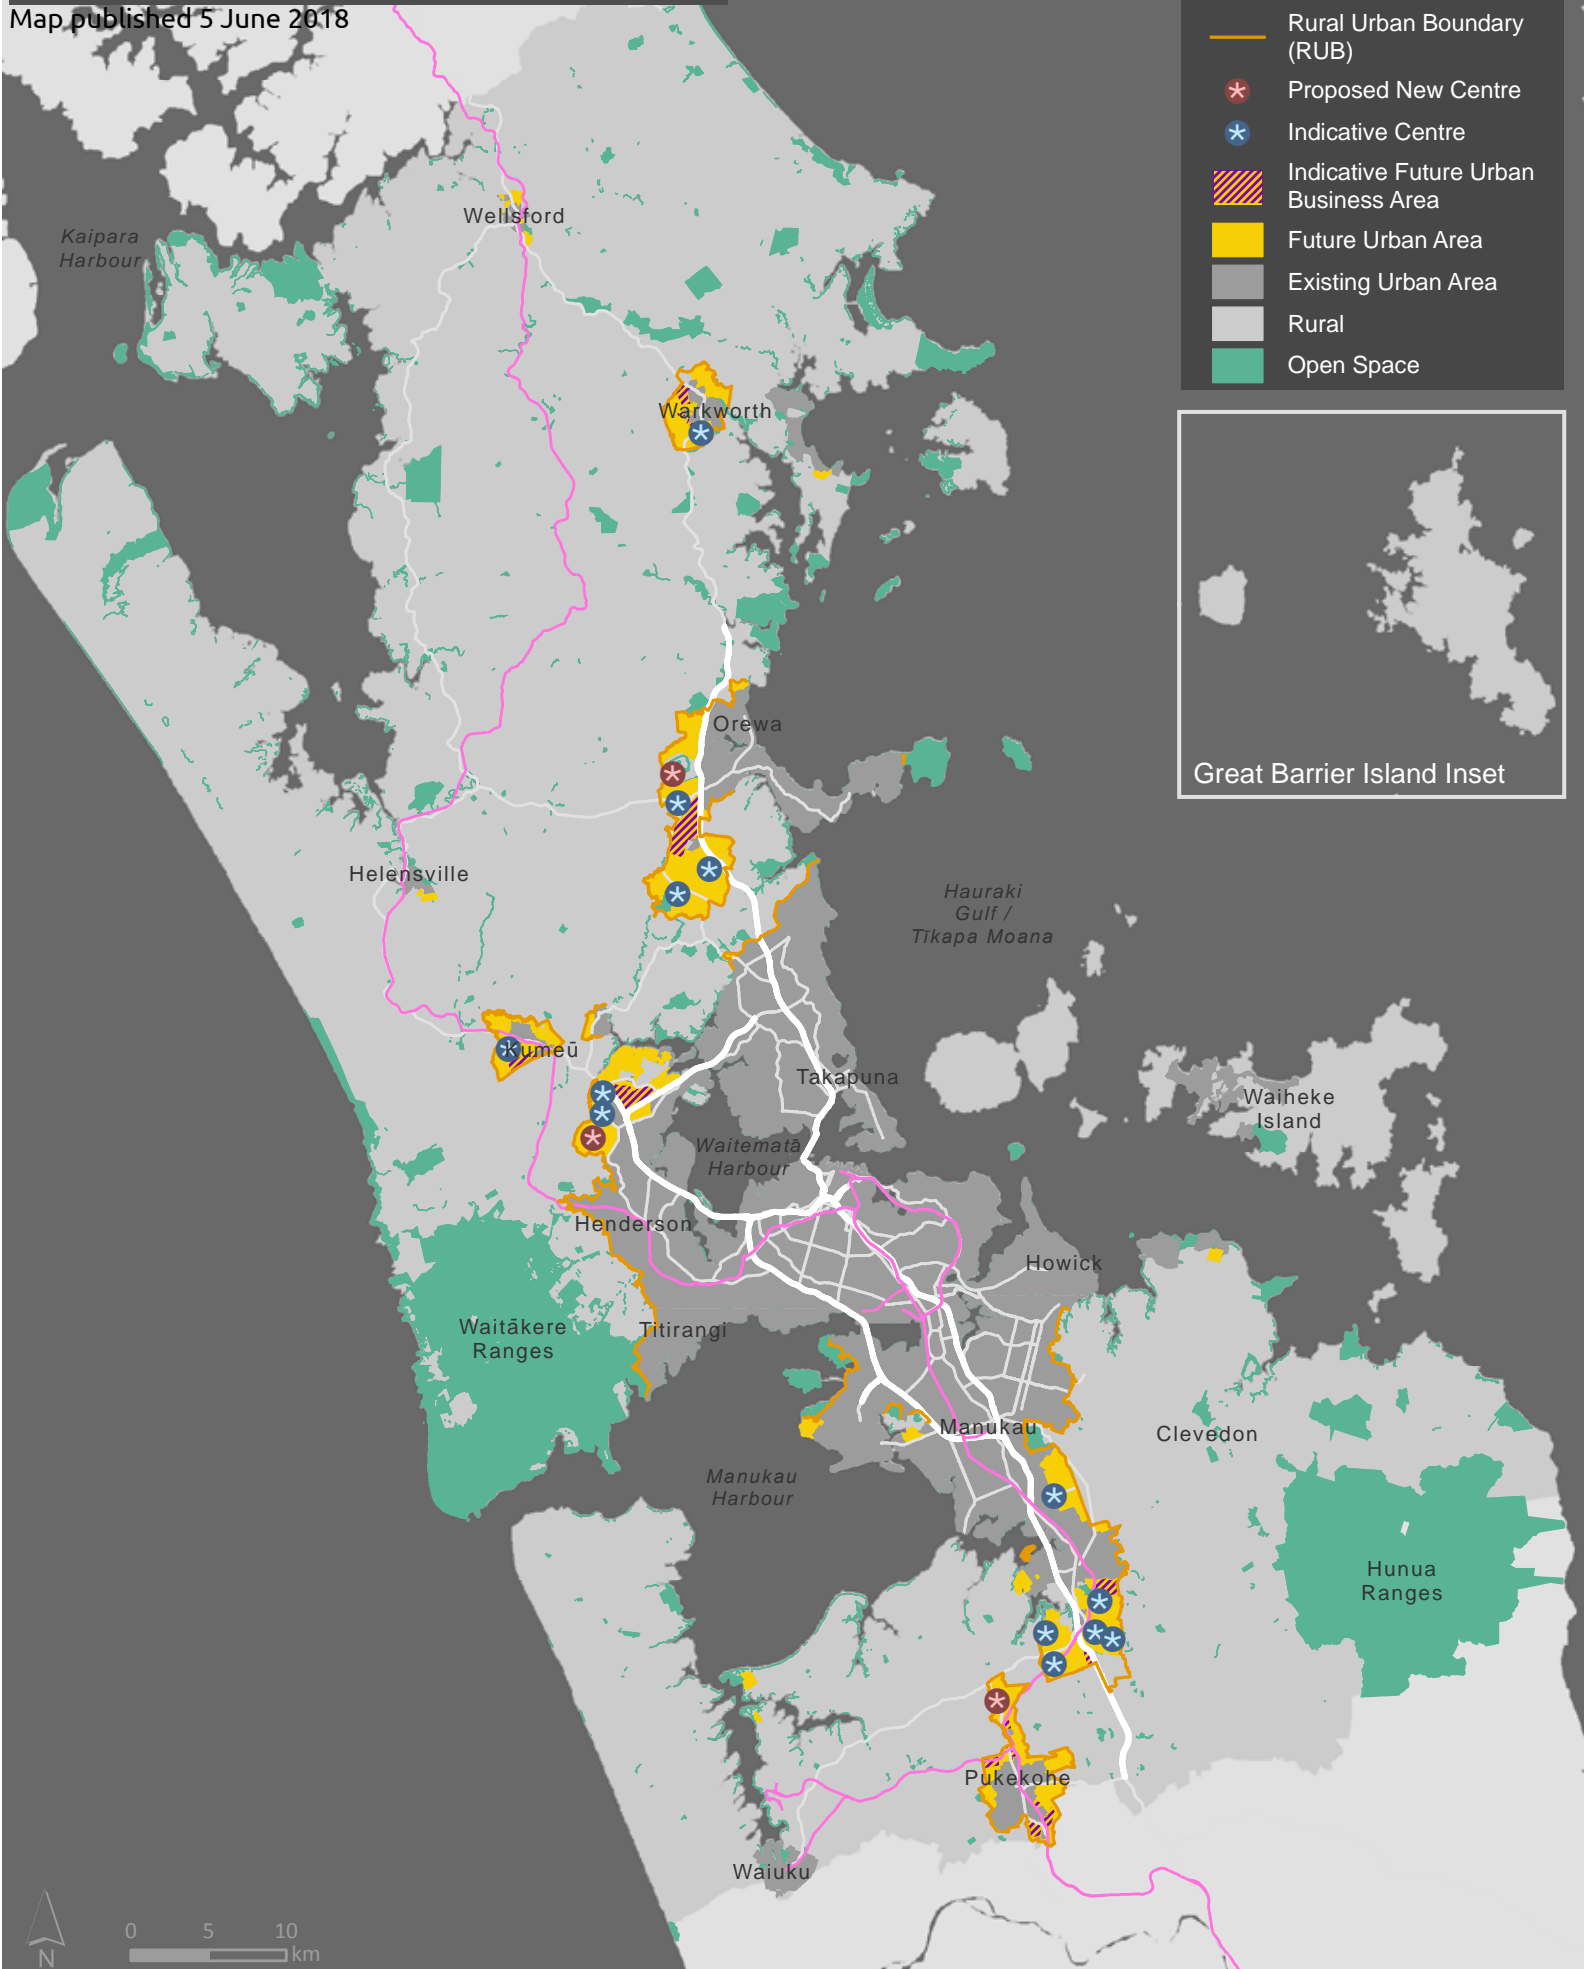 Map published 5 June 2018
Rural Urban Boundary
(RUB)
Proposed New Centre
Indicative Centre
Indicative Future Urban
Business Area
Future Urban Area
Existing Urban Area
Rural
Open Space
Wellsford
Kaipara
Harbour
Warkworth
Great Barrier Island Inset
Orewa
Helensville
Hauraki
Gulf /
Tīkapa Moana
Kumeū
Takapuna
Waiheke
Island
Waitematā
Harbour
Henderson
Howick
Waitākere
Ranges
Titirangi
Manukau
Clevedon
Manukau
Harbour
Hunua
Ranges
Pukekohe
Waiuku
0 5 10
km
N